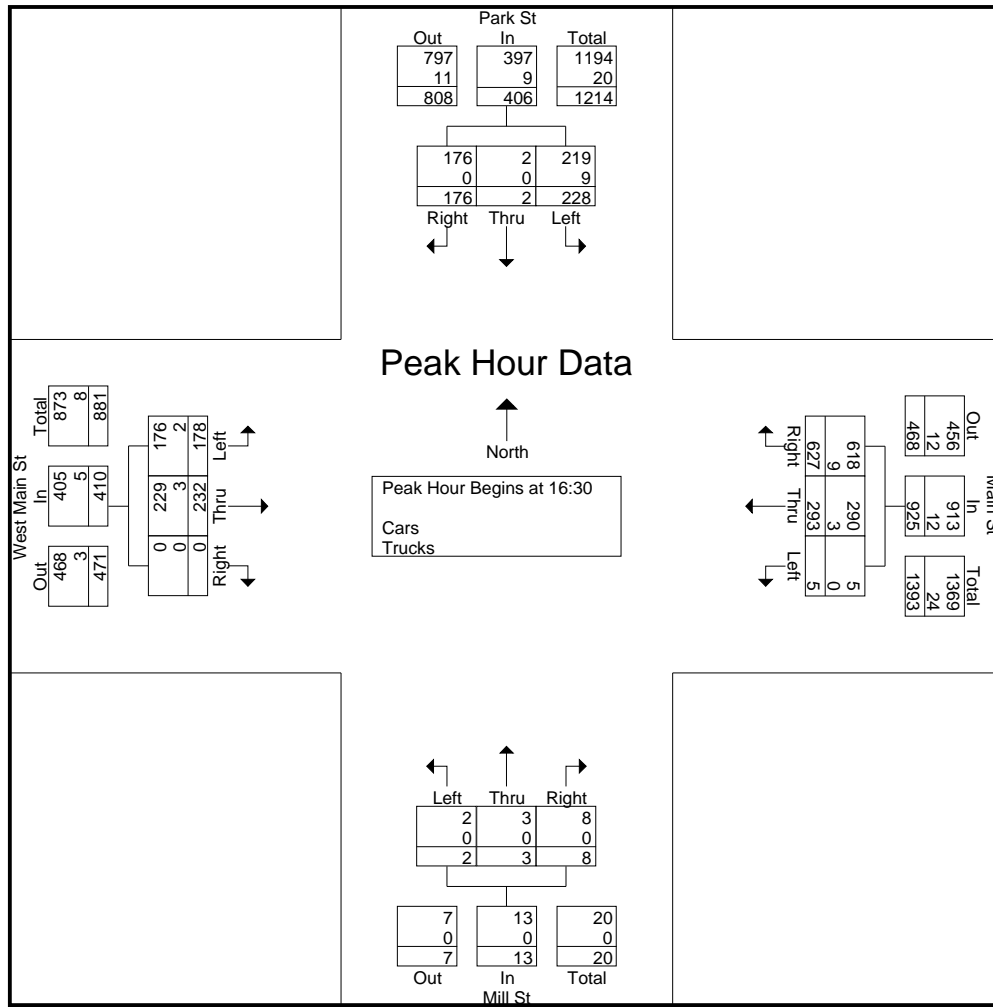 Park St
Out In Total
797 397 1194
11 9 20
808 406 1214
176 2 219
0 0 9
176 2 228
Right Thru Left
Peak Hour Data
North
Peak Hour Begins at 16:30
Cars
Trucks
West Main St
Out In Total
468 405 873
3 5 8
471 410 881
Right Thru Left
0 229 176
0 3 2
0 232 178
Main St
Out In Total
456 913 1369
12 12 24
468 925 1393
Right Thru Left
618 290 5
9 3 0
627 293 5
Left Thru Right
2 3 8
0 0 0
2 3 8
7 13 20
0 0 0
7 13 20
Out In Total
Mill St